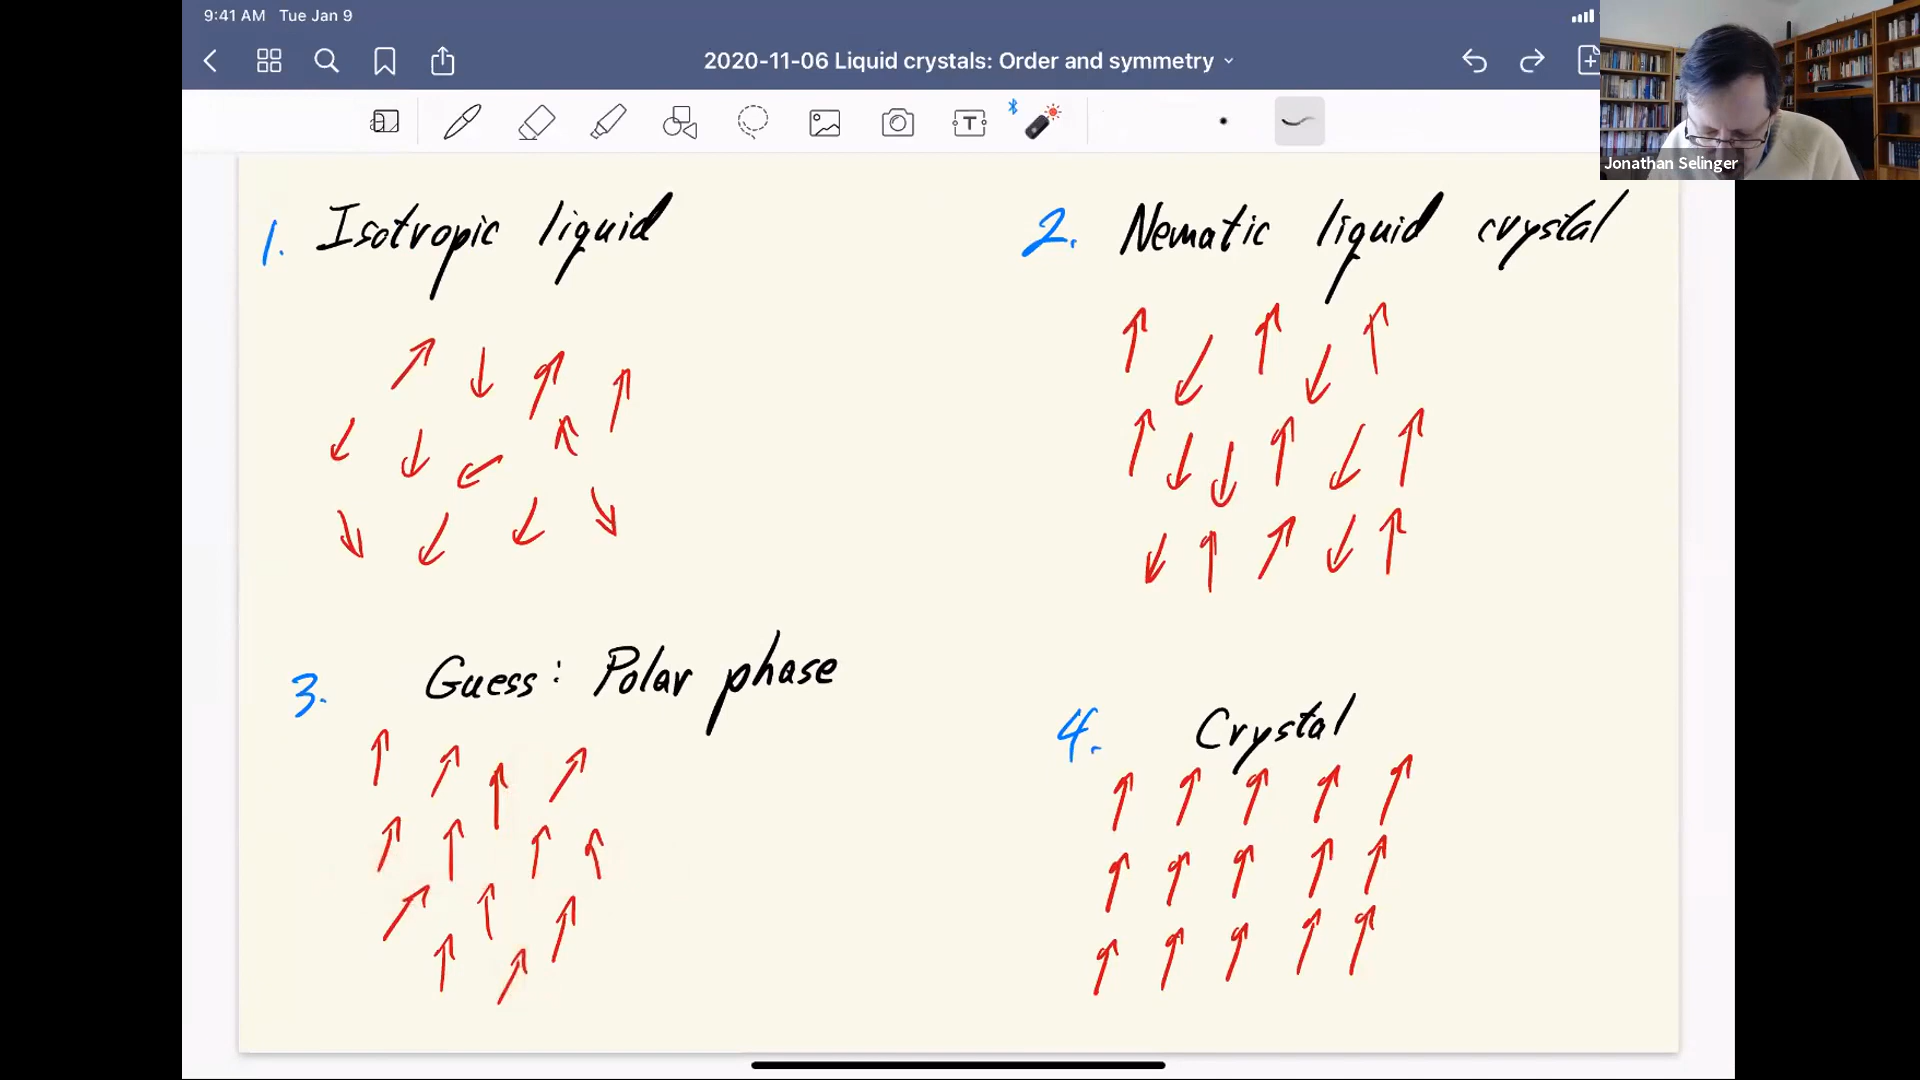 9:41 AM Tue Jan 9
2020-11-06 Liquid crystals: Order and symmetry
T
Jonathan Selinger
1. Isotropic liquid
2. Nematic liquid crystal
3. Guess: Polar phase
4. Crystal